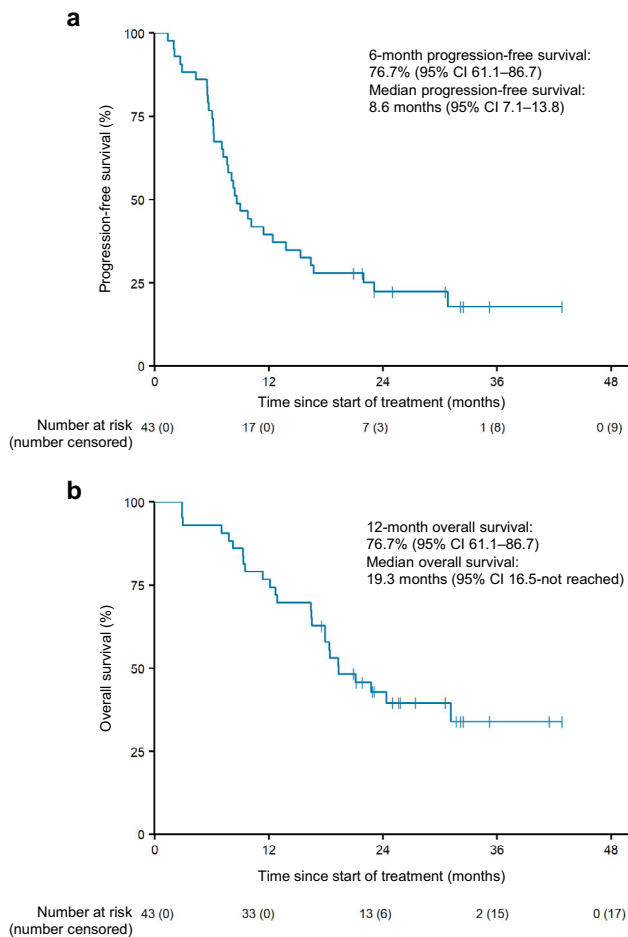 a
6-month progression-free survival:
76.7% (95% CI 61.1–86.7)
Median progression-free survival:
8.6 months (95% CI 7.1–13.8)
Progression-free survival (%)
100
75
50
25
0
0 12 24 36 48
Time since start of treatment (months)
Number at risk 43 (0) 17 (0) 7 (3) 1 (8) 0 (9)
(number censored)
b
12-month overall survival:
76.7% (95% CI 61.1–86.7)
Median overall survival:
19.3 months (95% CI 16.5-not reached)
Overall survival (%)
100
75
50
25
0
0 12 24 36 48
Time since start of treatment (months)
Number at risk 43 (0) 33 (0) 13 (6) 2 (15) 0 (17)
(number censored)